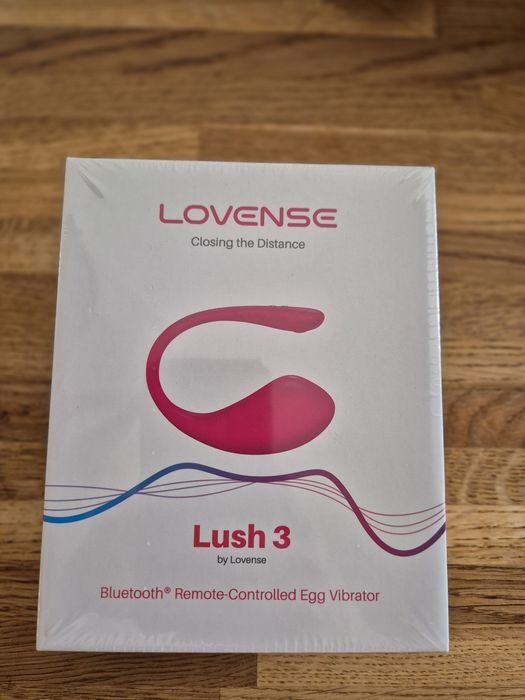 LOVENSE
Closing the Distance
Lush 3
by Lovense
Bluetooth® Remote-Controlled Egg Vibrator